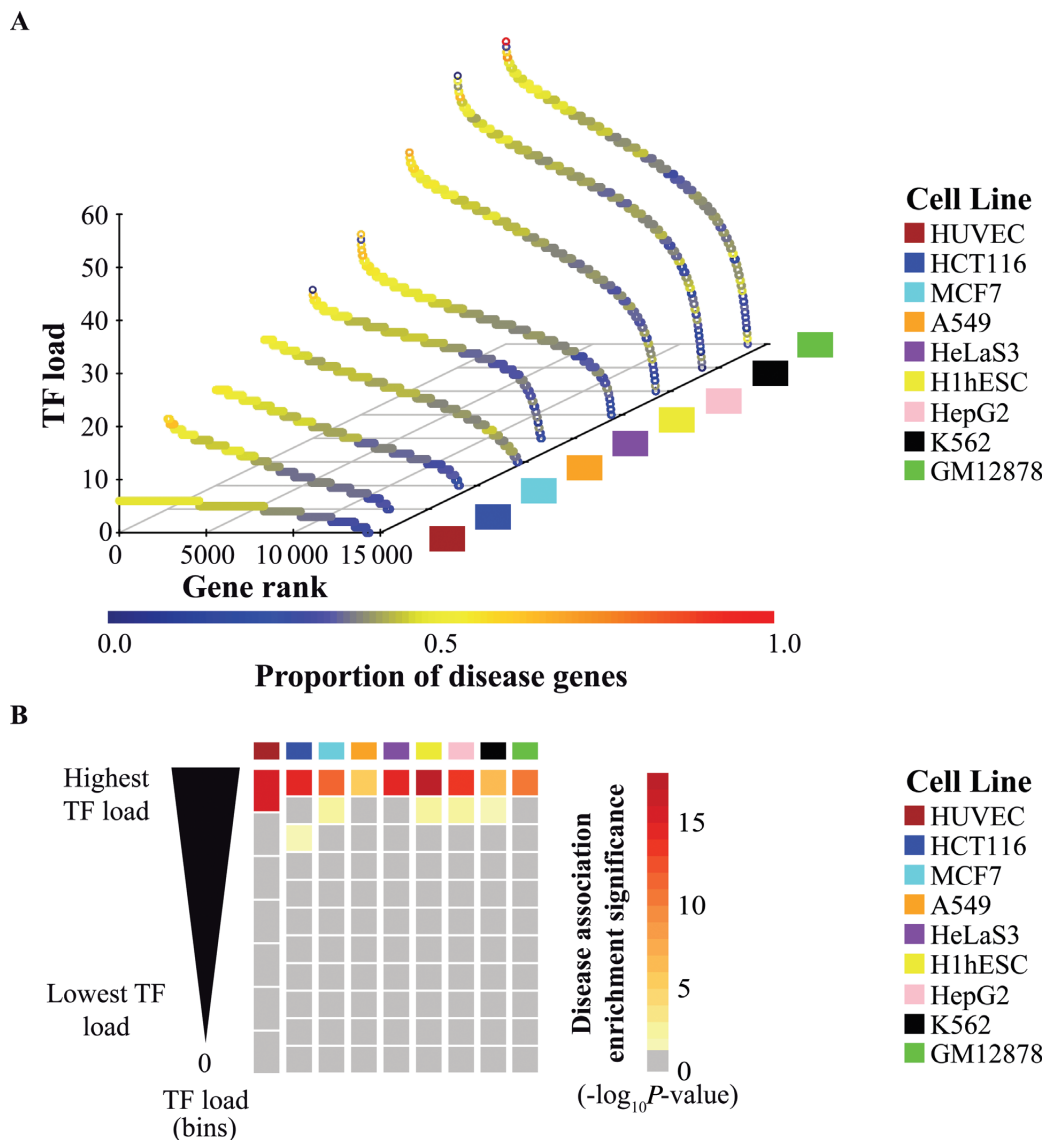 A
60
50
40
30
20
10
0
TF load
0 5000 10 000 15 000
Gene rank
Cell Line
HUVEC
HCT116
MCF7
A549
HeLaS3
H1hESC
HepG2
K562
GM12878
0.0 0.5 1.0
Proportion of disease genes
B
Highest
TF load
Lowest TF
load
0
TF load
(bins)
Disease association
enrichment significance
15
10
5
0
(-log10P-value)
Cell Line
HUVEC
HCT116
MCF7
A549
HeLaS3
H1hESC
HepG2
K562
GM12878